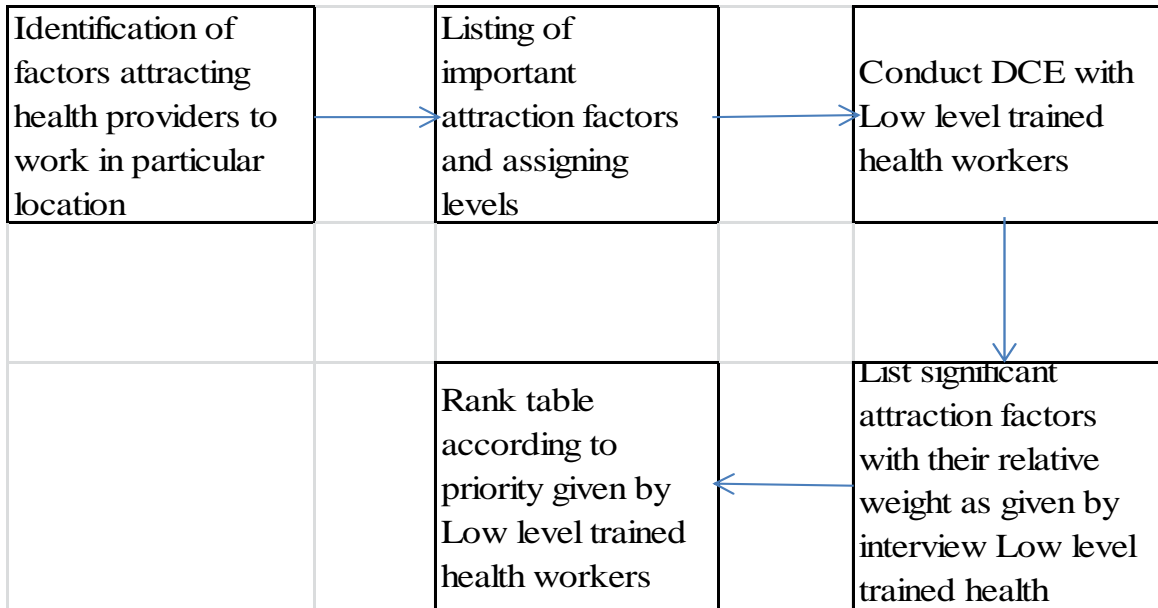 Identification of
factors attracting
health providers to
work in particular
location
Listing of
important
attraction factors
and assigning
levels
Conduct DCE with
Low level trained
health workers
List significant
attraction factors
with their relative
weight as given by
interview Low level
trained health
Rank table
according to
priority given by
Low level trained
health workers